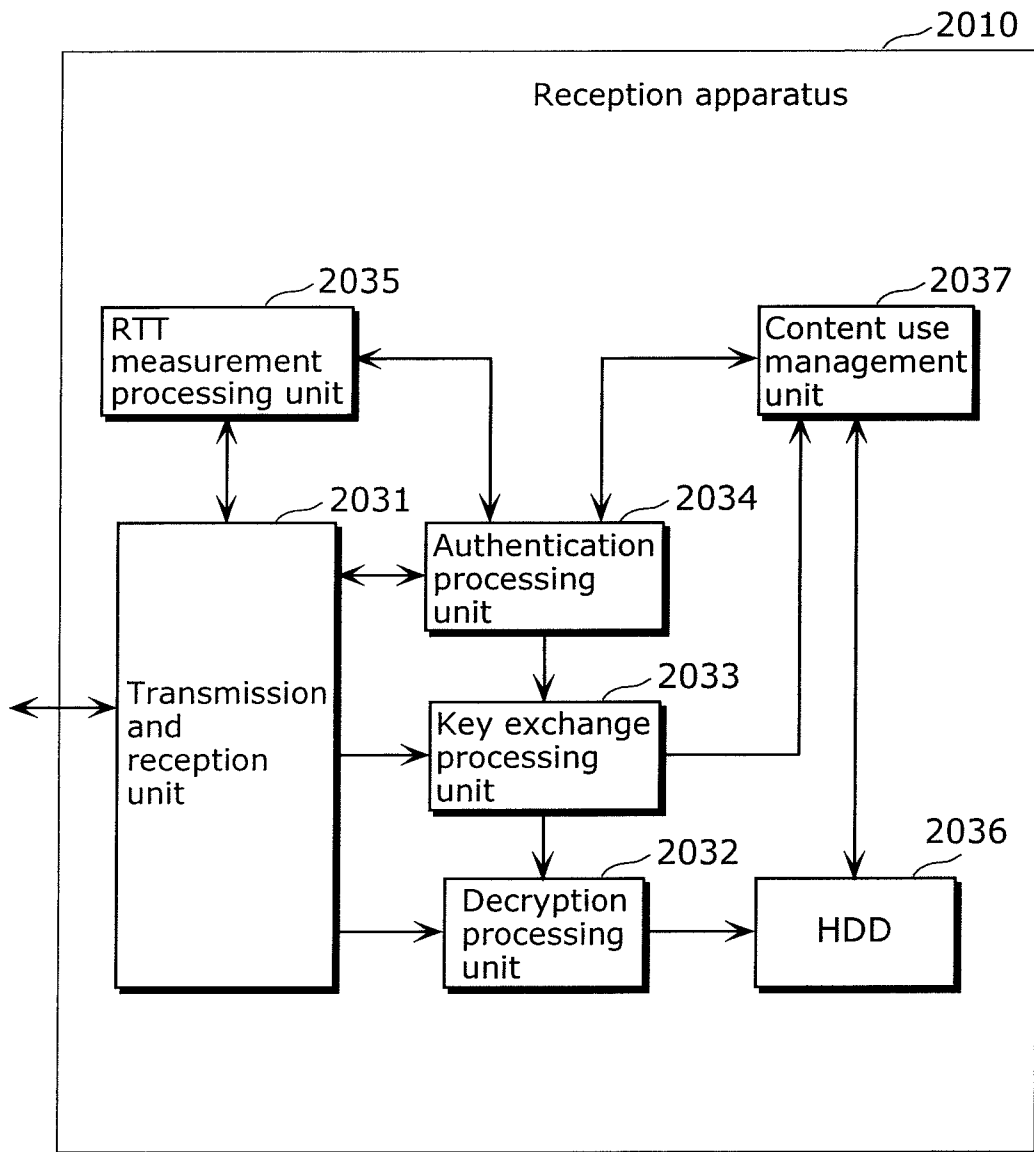 2010
Reception apparatus
2035
RTT
measurement
processing unit
2037
Content use
management
unit
2031
Transmission
and
reception
unit
2034
Authentication
processing
unit
2033
Key exchange
processing
unit
2032
Decryption
processing
unit
2036
HDD